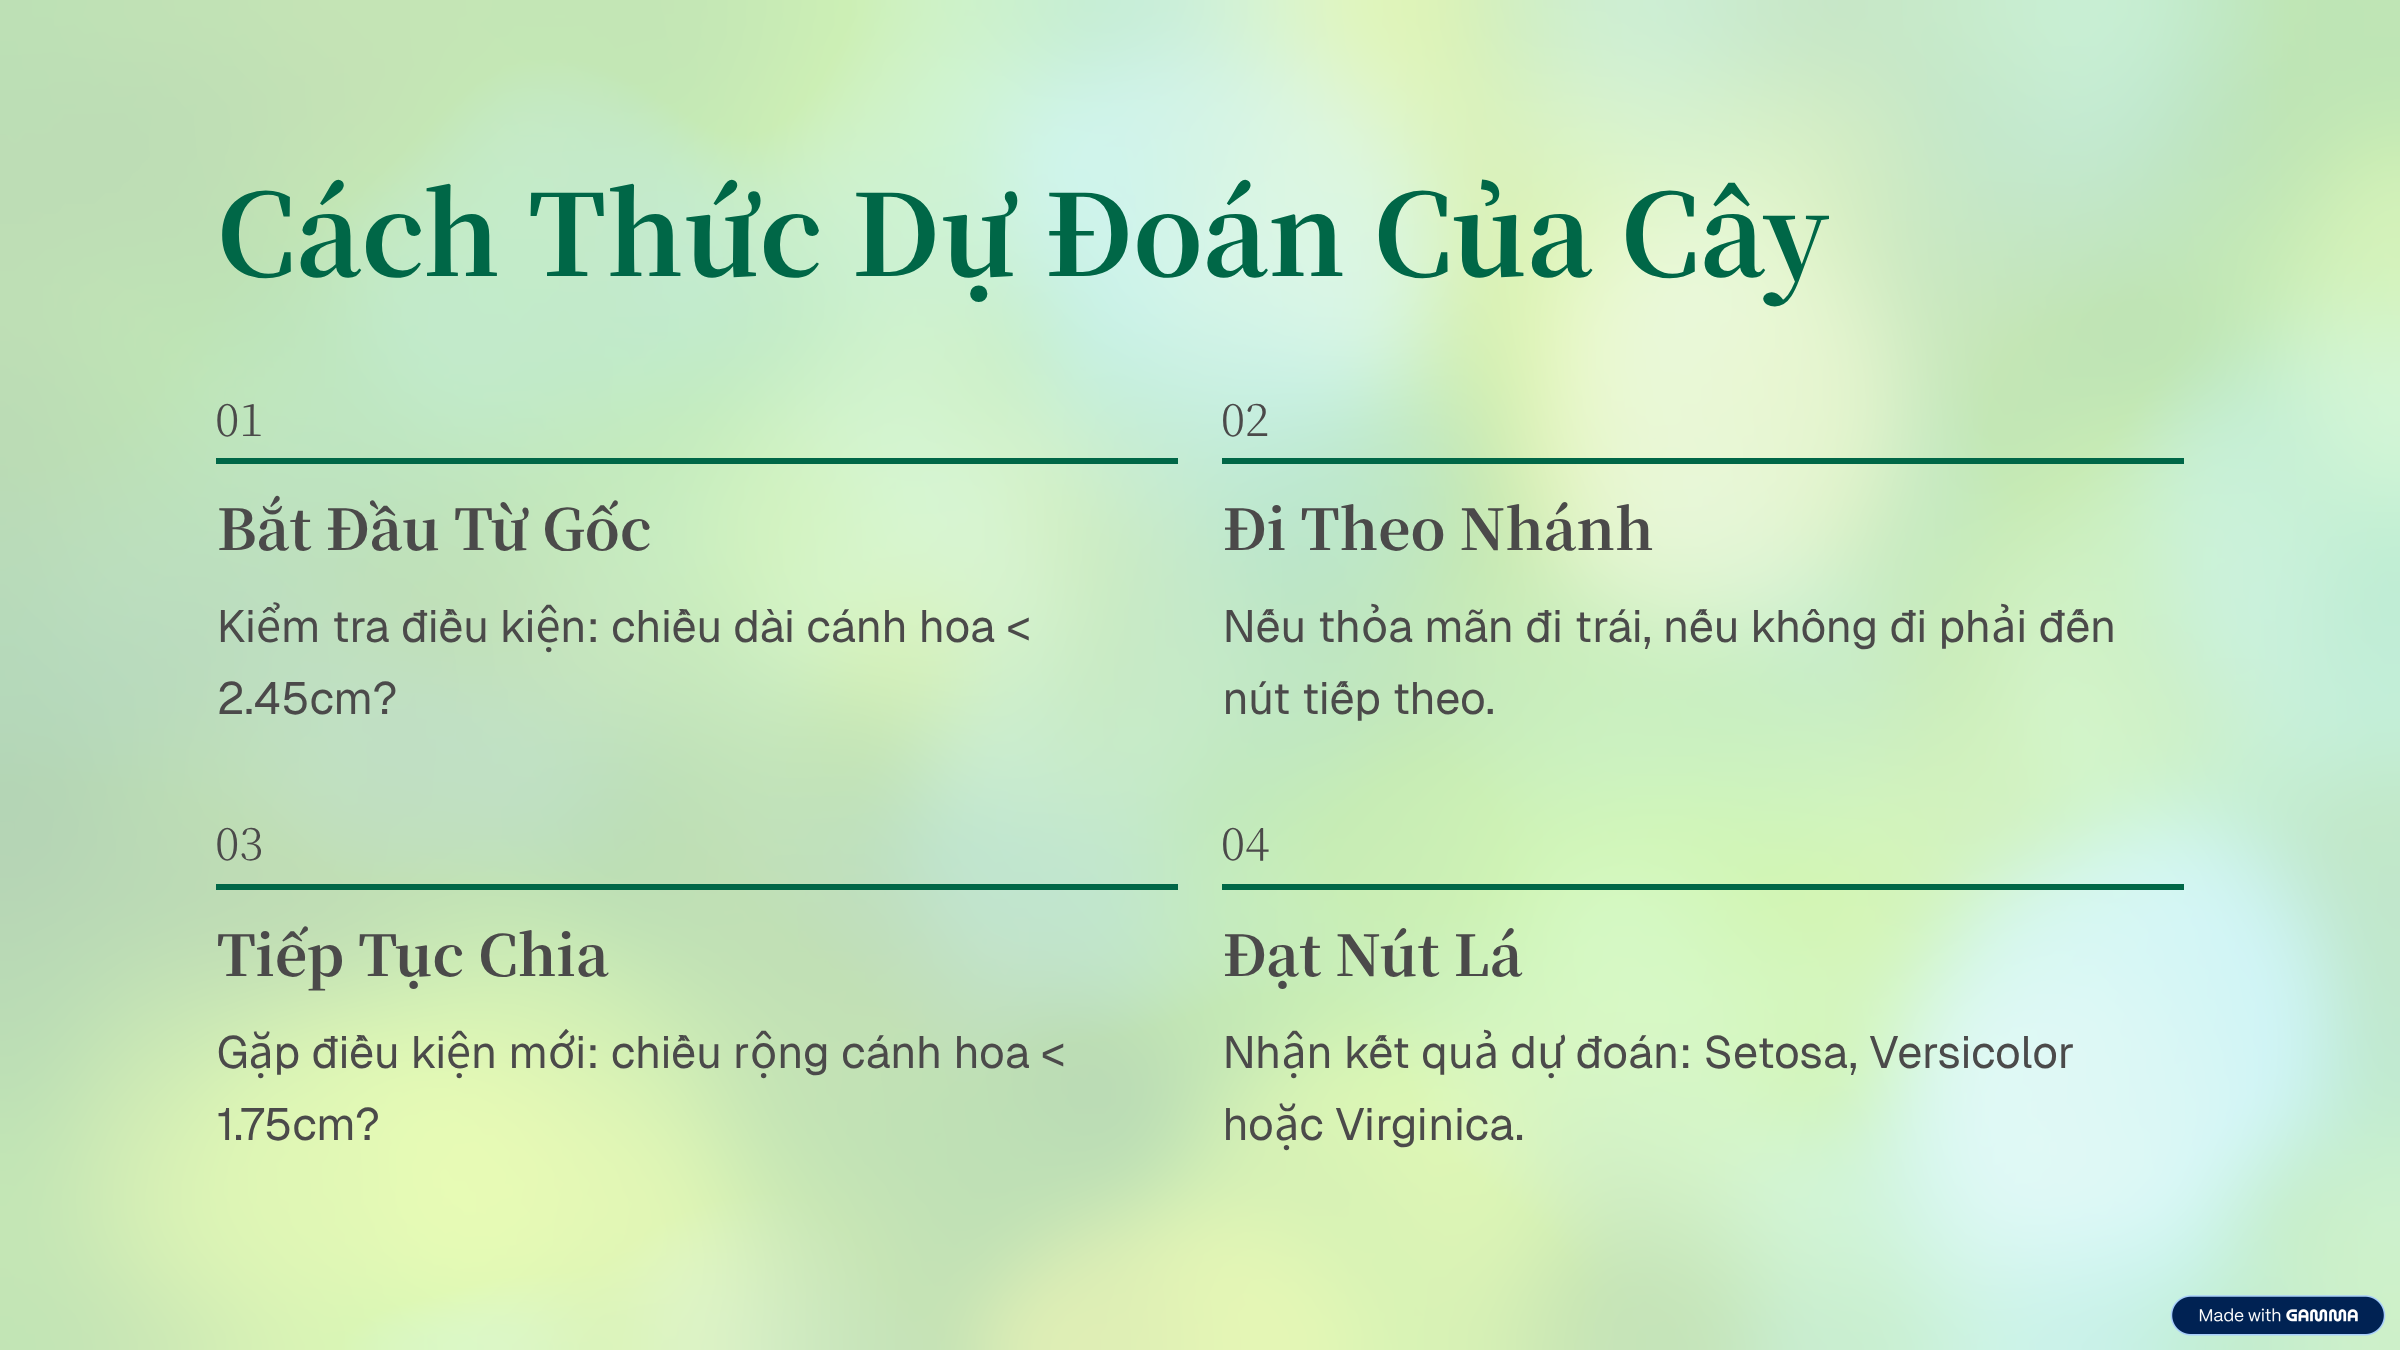 Cách Thức Dự Đoán Của Cây
01
Bắt Đầu Từ Gốc
Kiểm tra điều kiện: chiều dài cánh hoa <
2.45cm?
02
Đi Theo Nhánh
Nếu thỏa mãn đi trái, nếu không đi phải đến
nút tiếp theo.
03
Tiếp Tục Chia
Gặp điều kiện mới: chiều rộng cánh hoa <
1.75cm?
04
Đạt Nút Lá
Nhận kết quả dự đoán: Setosa, Versicolor
hoặc Virginica.
Made with GAMMA